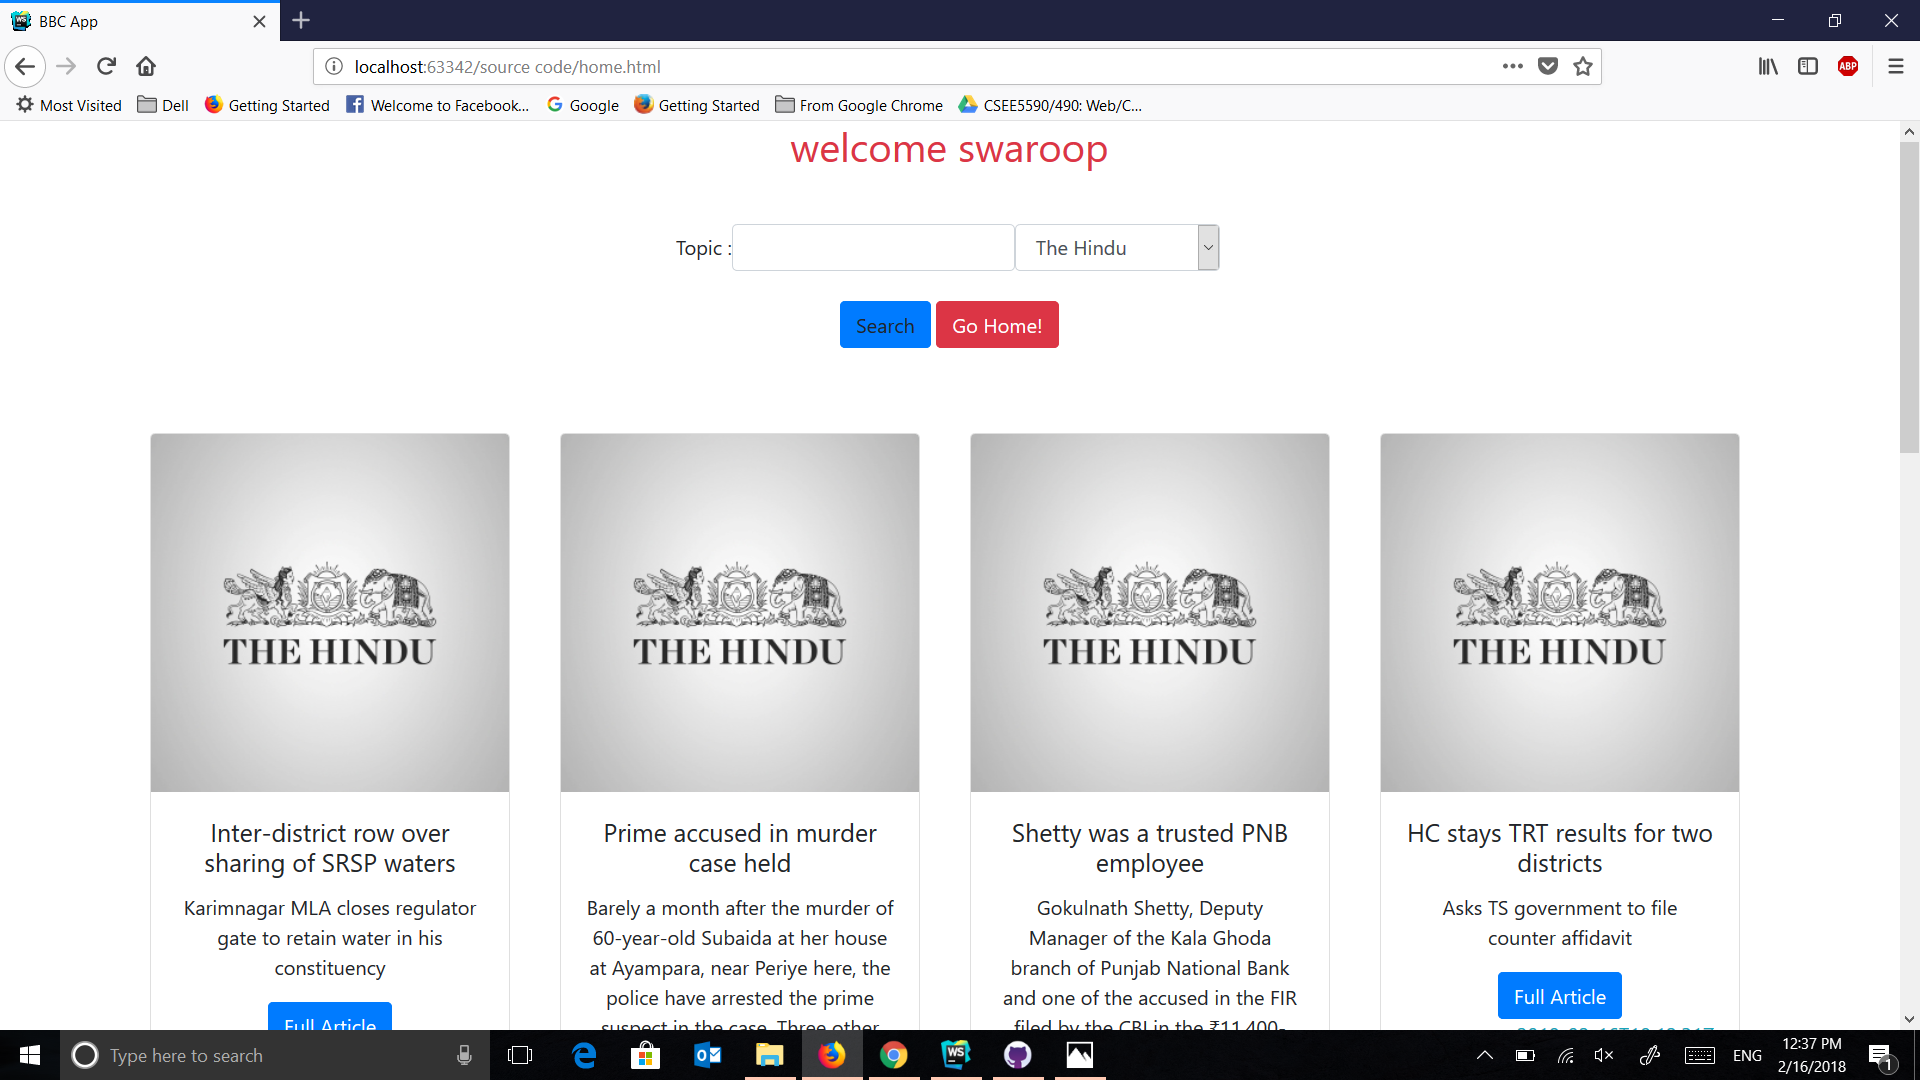 BBC App
localhost:63342/source code/home.html
ABP
Most Visited
Dell
Getting Started
Welcome to Facebook...
Google
Getting Started
From Google Chrome
CSEE5590/490: Web/C...
welcome swaroop
Topic :
The Hindu
Search
Go Home!
THE HINDU
THE HINDU
THE HINDU
THE HINDU
Inter-district row over
sharing of SRSP waters
Karimnagar MLA closes regulator
gate to retain water in his
constituency
Full Article
Prime accused in murder
case held
Barely a month after the murder of
60-year-old Subaida at her house
at Ayampara, near Periye here, the
police have arrested the prime
suspect in the case. Three other
Shetty was a trusted PNB
employee
Gokulnath Shetty, Deputy
Manager of the Kala Ghoda
branch of Punjab National Bank
and one of the accused in the FIR
filed by the CBI in the ₹11,400-
HC stays TRT results for two
districts
Asks TS government to file
counter affidavit
Full Article
Type here to search
WS
ENG
12:37 PM
2/16/2018
1